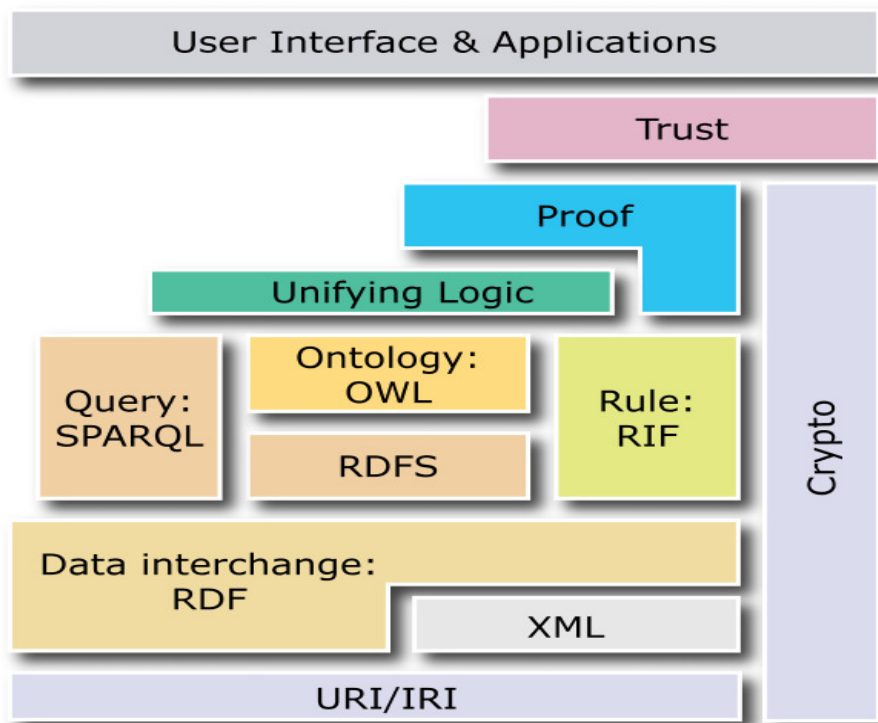 User Interface & Applications
Trust
Proof
Unifying Logic
Query:
SPARQL
Ontology:
OWL
RDFS
Rule:
RIF
Crypto
Data interchange:
RDF
XML
URI/IRI